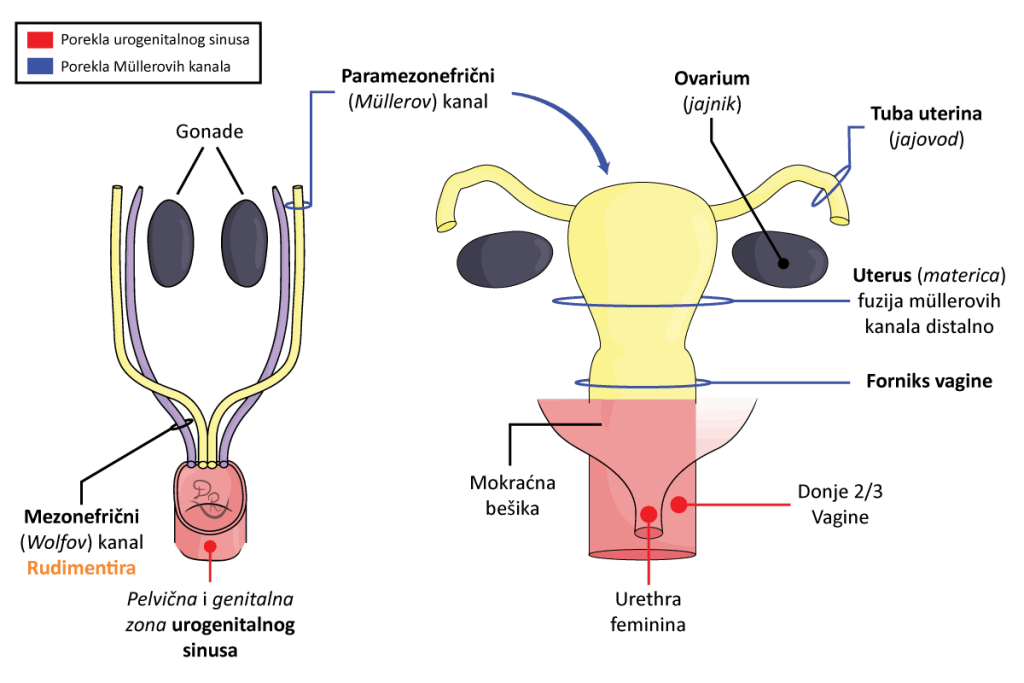 Porekla urogenitalnog sinusa
Porekla Müllerovih kanala
Paramezonefrični
(Müllerov) kanal
Ovarium
(jajnik)
Tuba uterina
(jajovod)
Gonade
Uterus (materica)
fuzija müllerovih
kanala distalno
Forniks vagine
Mokraćna
bešika
Donje 2/3
Vagine
Mezonefrični
(Wolfov) kanal
Rudimentira
Pelvična i genitalna
zona urogenitalnog
sinusa
Urethra
feminina